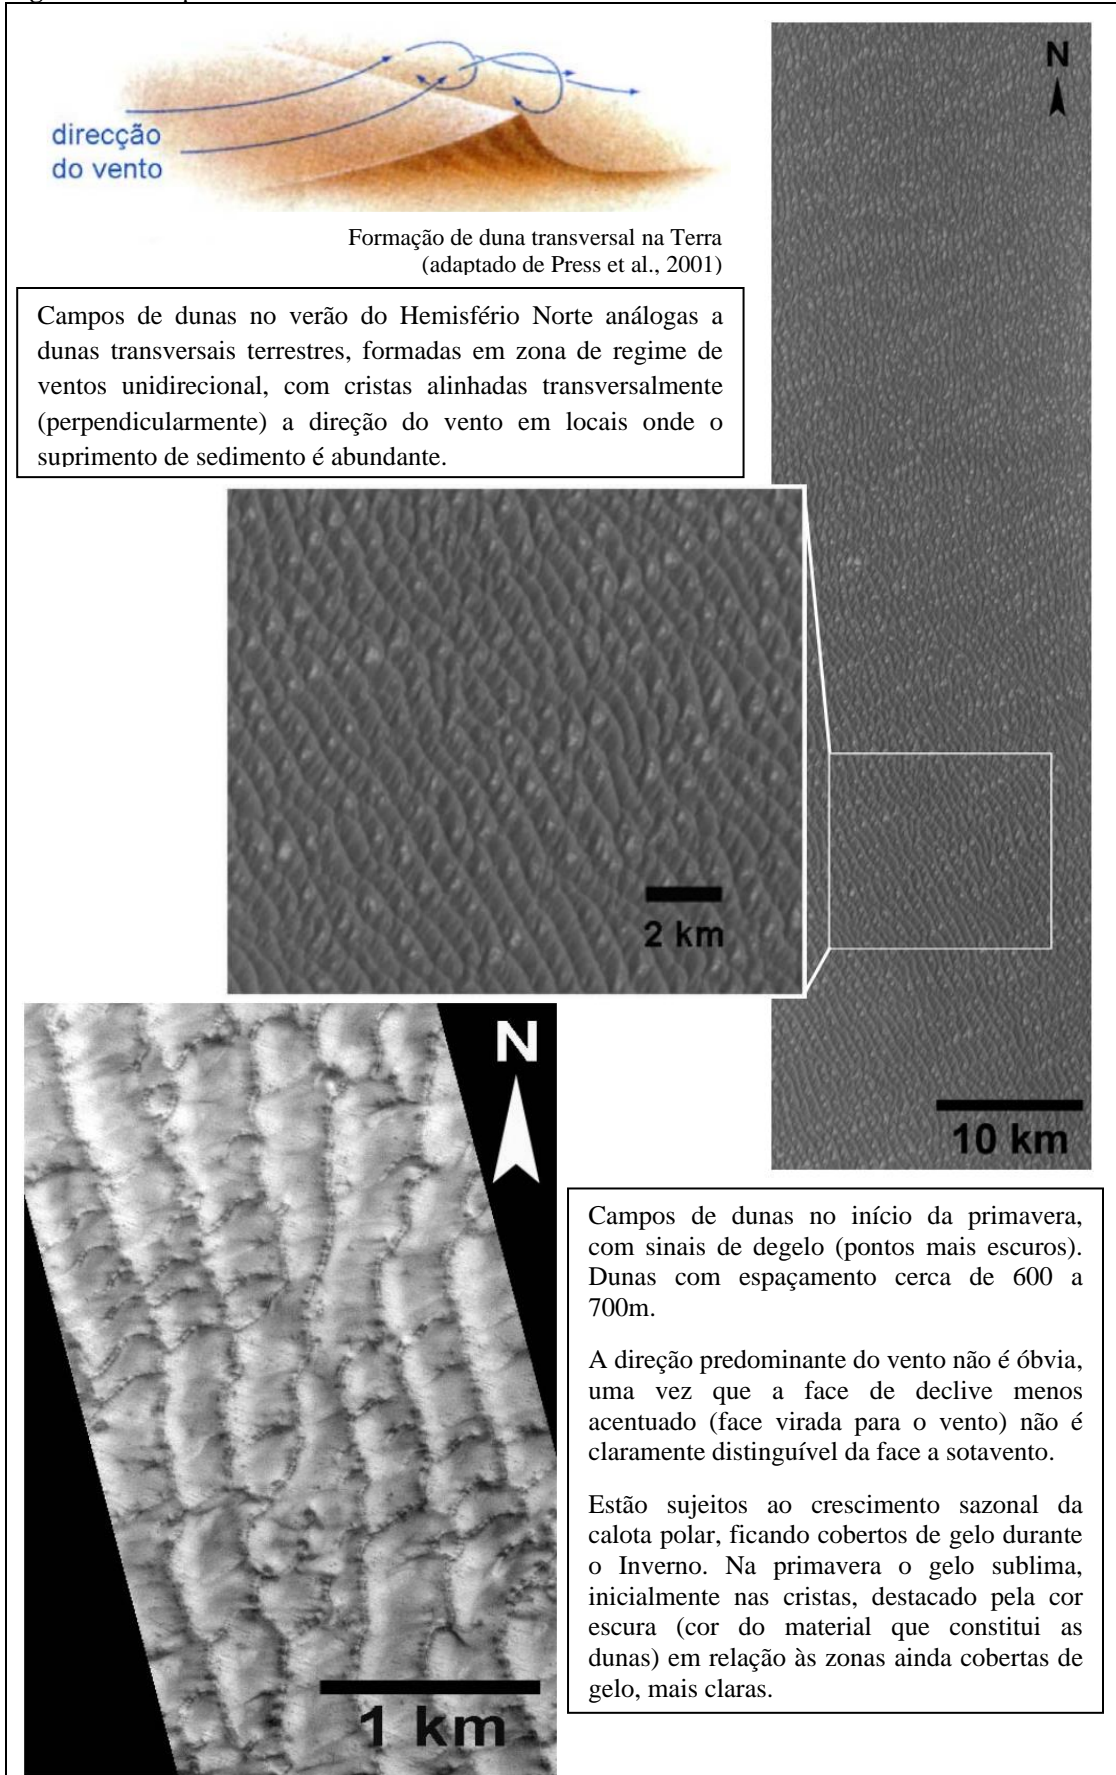 direcção
do vento
N
Formação de duna transversal na Terra
(adaptado de Press et al., 2001)
Campos de dunas no verão do Hemisfério Norte análogas a
dunas transversais terrestres, formadas em zona de regime de
ventos unidirecional, com cristas alinhadas transversalmente
(perpendicularmente) a direção do vento em locais onde o
suprimento de sedimento é abundante.
2 km
10 km
N
1 km
Campos de dunas no início da primavera,
com sinais de degelo (pontos mais escuros).
Dunas com espaçamento cerca de 600 a
700m.
A direção predominante do vento não é óbvia,
uma vez que a face de declive menos
acentuado (face virada para o vento) não é
claramente distinguível da face a sotavento.
Estão sujeitos ao crescimento sazonal da
calota polar, ficando cobertos de gelo durante
o Inverno. Na primavera o gelo sublima,
inicialmente nas cristas, destacado pela cor
escura (cor do material que constitui as
dunas) em relação às zonas ainda cobertas de
gelo, mais claras.